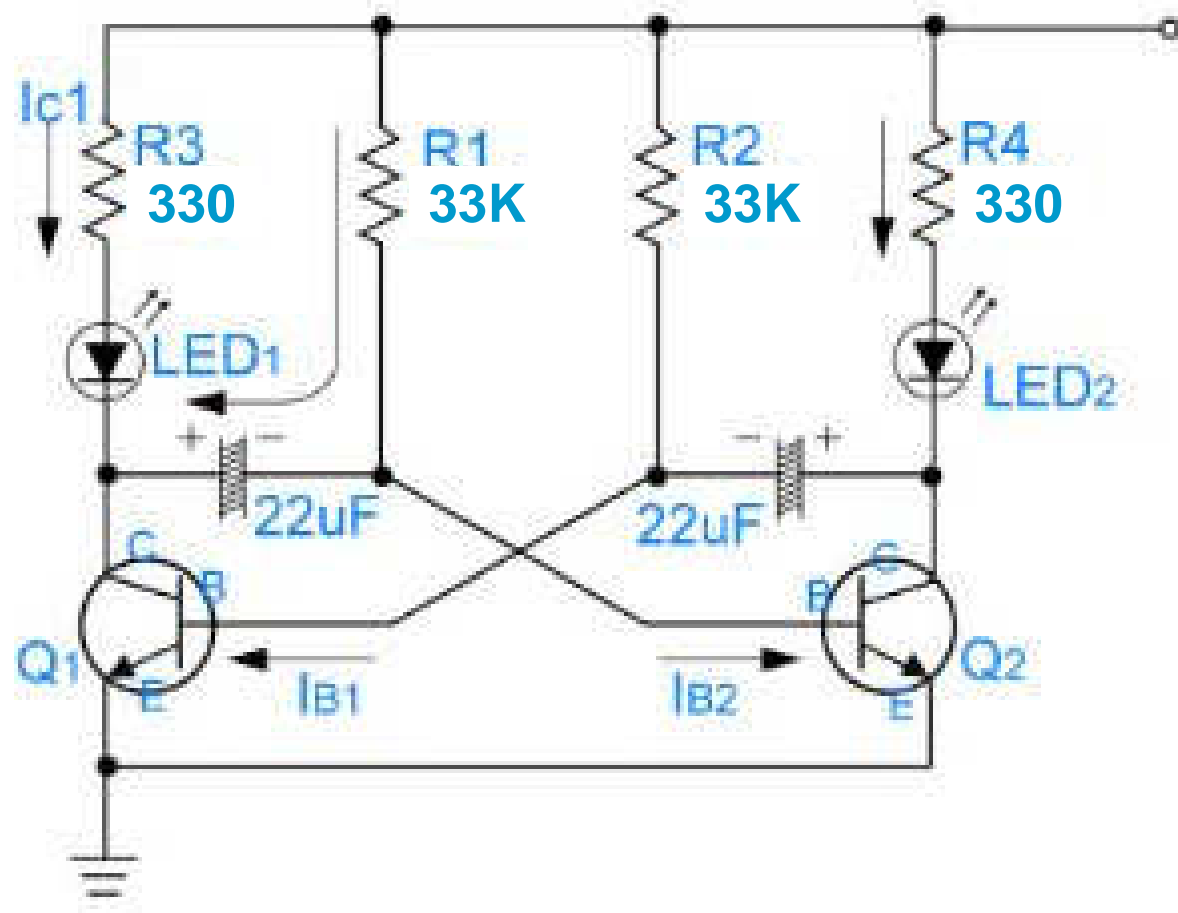 Ic1
R3
330
R1
33K
R2
33K
R4
330
LED1
LED2
+ −
− +
22uF
22uF
C
B
E
Q1
IB1
C
B
E
Q2
IB2